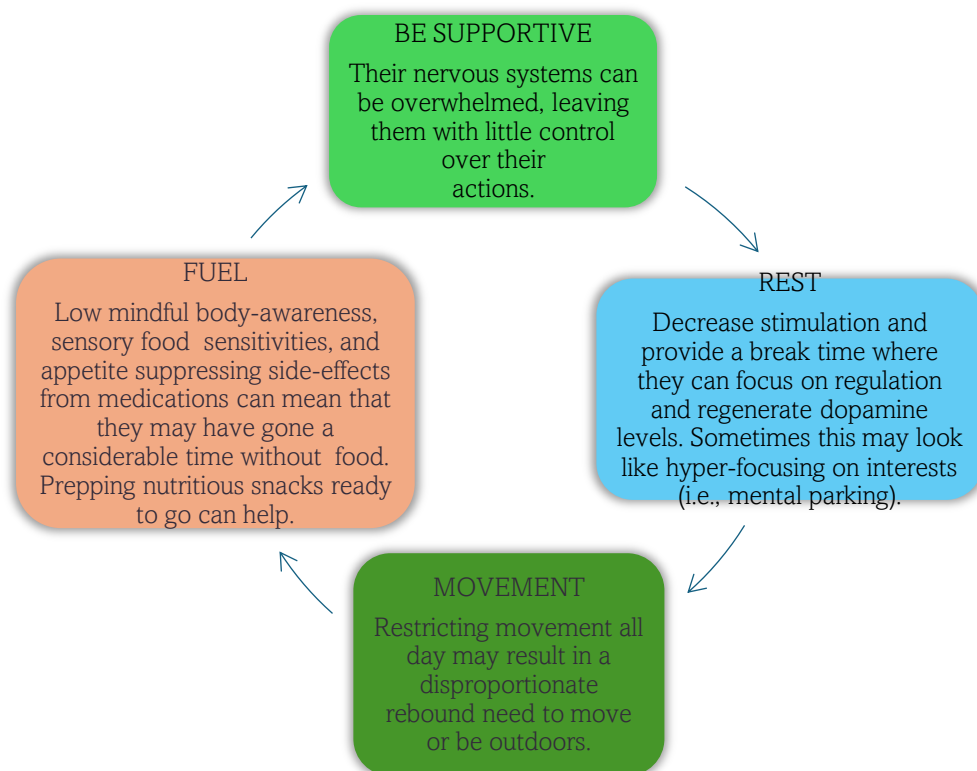 BE SUPPORTIVE
Their nervous systems can
be overwhelmed, leaving
them with little control
over their
actions.
REST
Decrease stimulation and
provide a break time where
they can focus on regulation
and regenerate dopamine
levels. Sometimes this may look
like hyper-focusing on interests
(i.e., mental parking).
MOVEMENT
Restricting movement all
day may result in a
disproportionate
rebound need to move
or be outdoors.
FUEL
Low mindful body-awareness,
sensory food  sensitivities, and
appetite suppressing side-effects
from medications can mean that
they may have gone a
considerable time without  food.
Prepping nutritious snacks ready
to go can help.